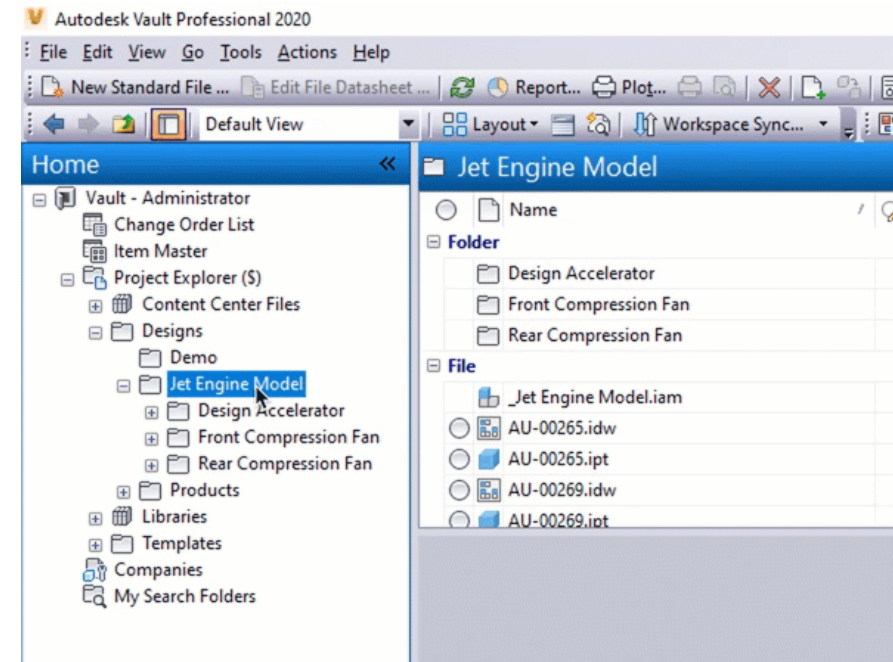 Autodesk Vault Professional 2020
File Edit View Go Tools Actions Help
New Standard File ... Edit File Datasheet ... Report... Plot...
Default View Layout Workspace Sync...
Home
Vault - Administrator
Change Order List
Item Master
Project Explorer ($)
Content Center Files
Designs
Demo
Jet Engine Model
Design Accelerator
Front Compression Fan
Rear Compression Fan
Products
Libraries
Templates
Companies
My Search Folders
Jet Engine Model
Name
Folder
Design Accelerator
Front Compression Fan
Rear Compression Fan
File
_Jet Engine Model.iam
AU-00265.idw
AU-00265.ipt
AU-00269.idw
AU-00269.ipt